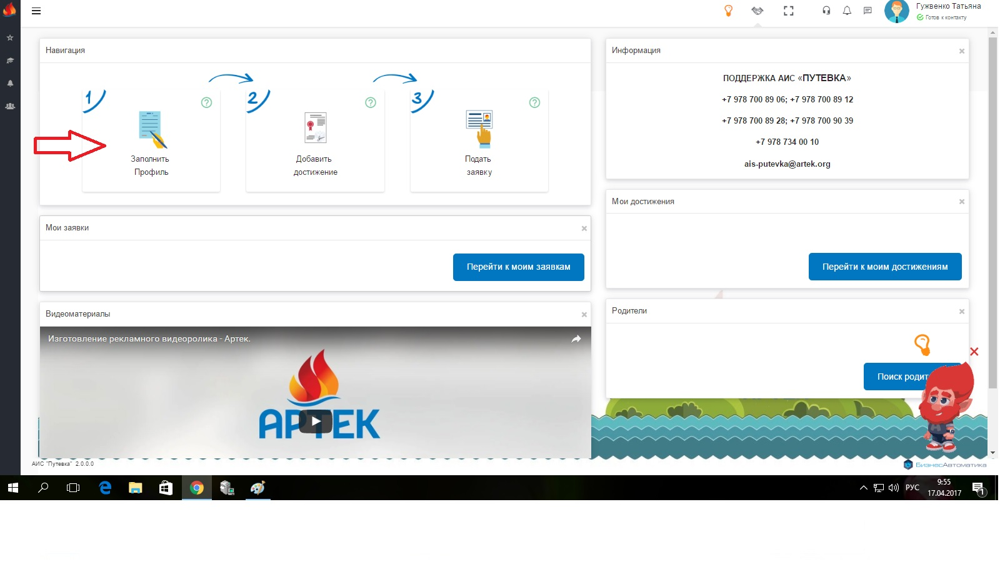 Гужвенко Татьяна
Готов к контакту
Навигация
1
2
3
Заполнить
Профиль
Добавить
достижение
Подать
заявку
Информация
ПОДДЕРЖКА АИС «ПУТЕВКА»
+7 978 700 89 06; +7 978 700 89 12
+7 978 700 89 28; +7 978 700 90 39
+7 978 734 00 10
ais-putevka@artek.org
Мои заявки
Перейти к моим заявкам
Мои достижения
Перейти к моим достижениям
Видеоматериалы
Изготовление рекламного видеоролика - Артек.
АРТЕК
Родители
Поиск родит
АИС "Путевка" 2.0.0.0
БизнесАвтоматика
РУС
9:55
17.04.2017
1